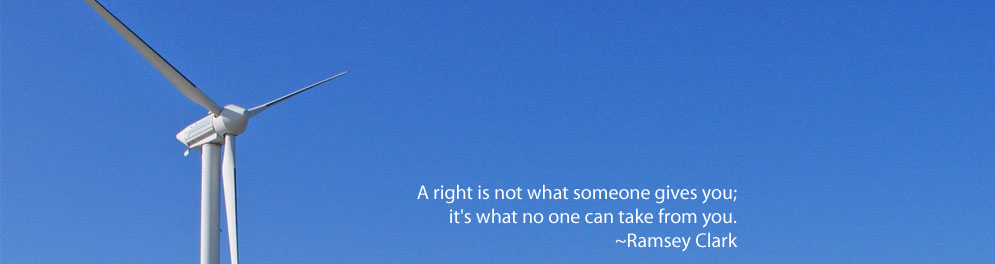 A right is not what someone gives you;
it's what no one can take from you.
~Ramsey Clark